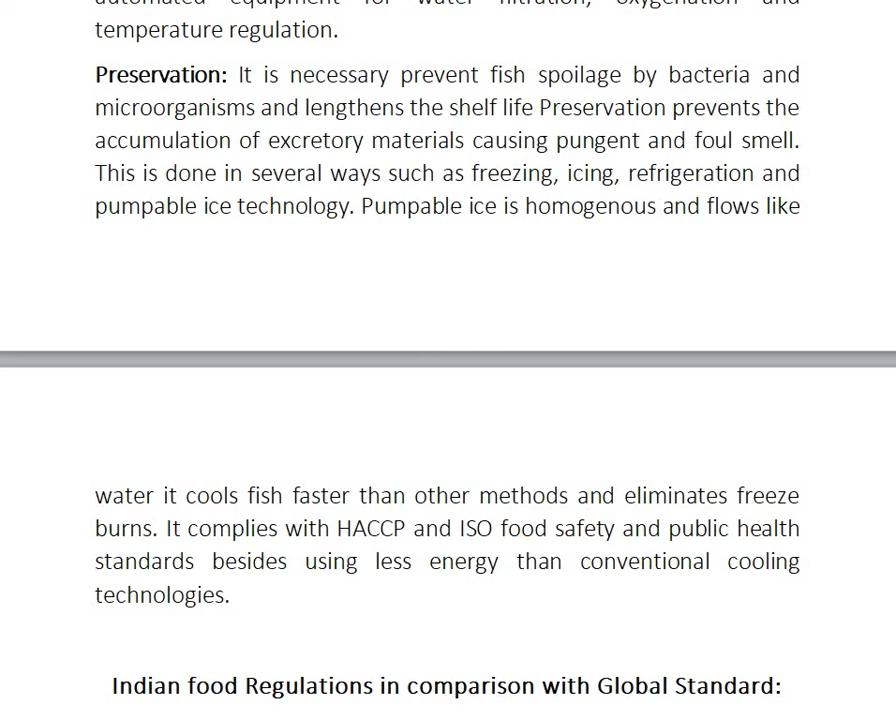 temperature regulation.
Preservation: It is necessary prevent fish spoilage by bacteria and
microorganisms and lengthens the shelf life Preservation prevents the
accumulation of excretory materials causing pungent and foul smell.
This is done in several ways such as freezing, icing, refrigeration and
pumpable ice technology. Pumpable ice is homogenous and flows like
water it cools fish faster than other methods and eliminates freeze
burns. It complies with HACCP and ISO food safety and public health
standards besides using less energy than conventional cooling
technologies.
Indian food Regulations in comparison with Global Standard: